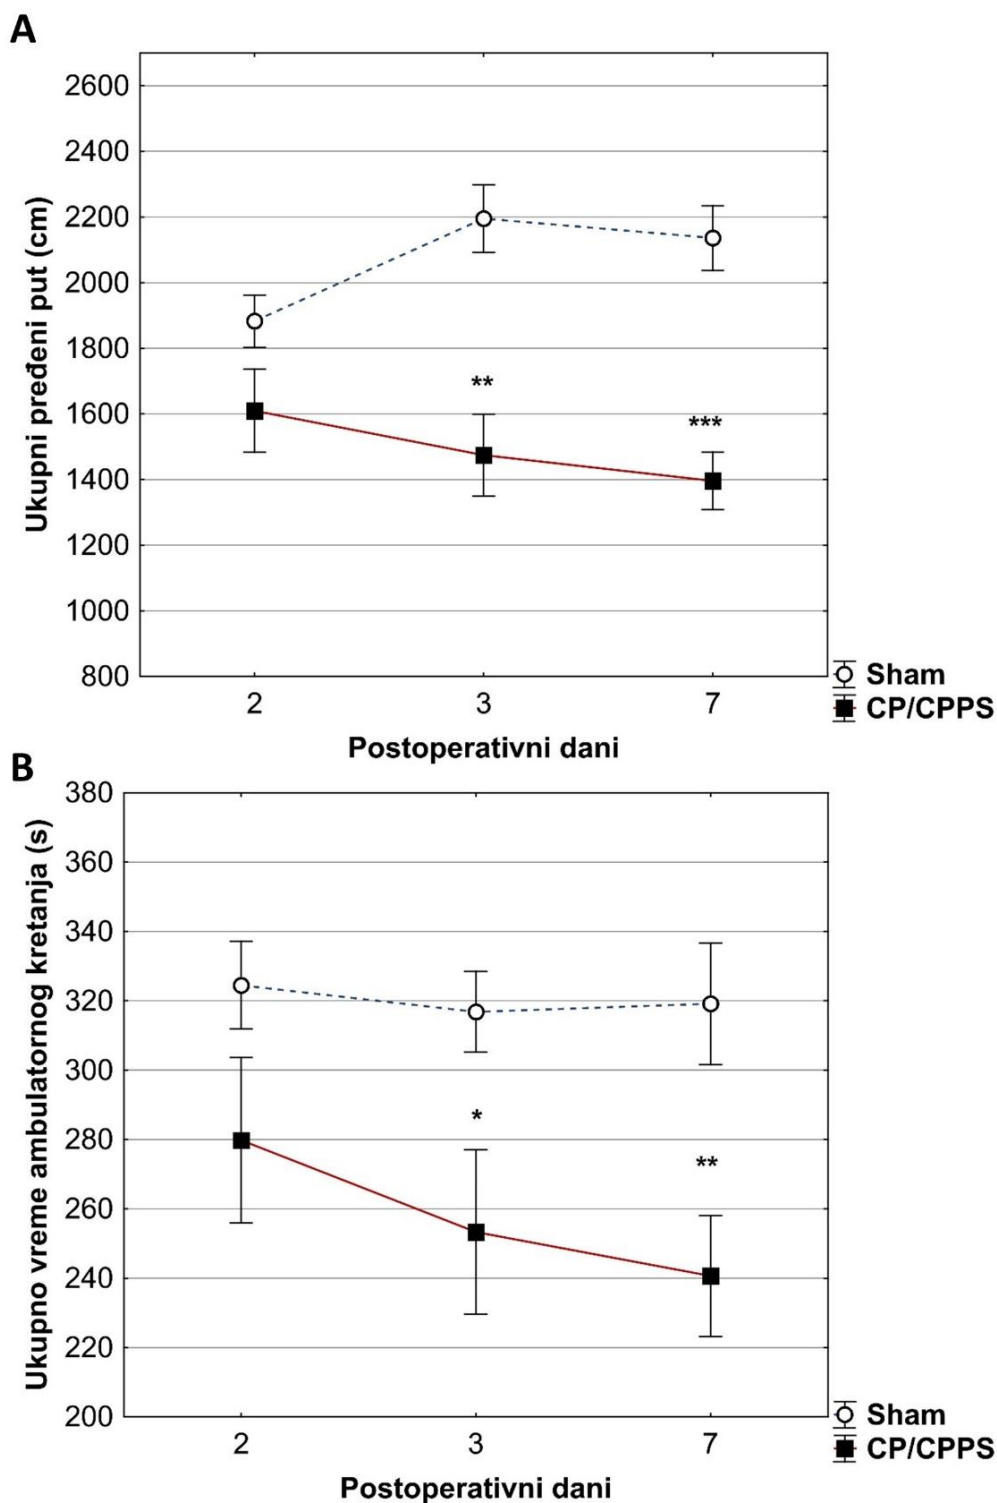 A
Ukupni pređeni put (cm)
2600
2400
2200
2000
1800
1600
1400
1200
1000
800
**
***
2 3 7
Postoperativni dani
Sham
CP/CPPS
B
Ukupno vreme ambulatornog kretanja (s)
380
360
340
320
300
280
260
240
220
200
*
**
2 3 7
Postoperativni dani
Sham
CP/CPPS